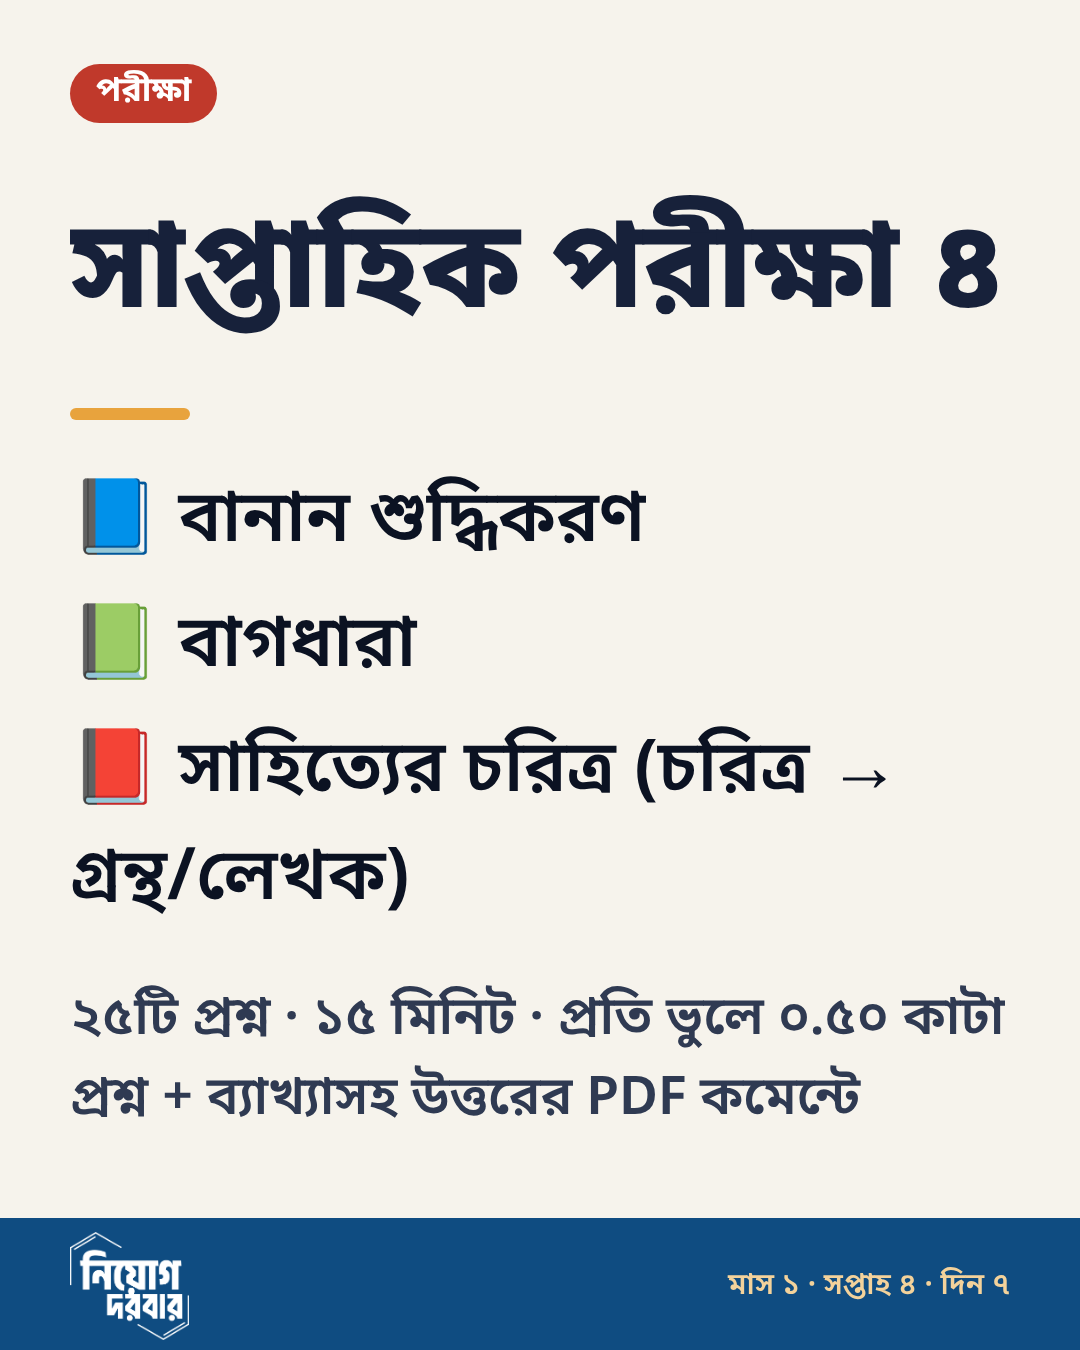 পরীক্ষা
সাপ্তাহিক পরীক্ষা ৪
📘 বানান শুদ্ধিকরণ
📗 বাগধারা
📕 সাহিত্যের চরিত্র (চরিত্র →
গ্রন্থ/লেখক)
২৫টি প্রশ্ন · ১৫ মিনিট · প্রতি ভুলে ০.৫০ কাটা
প্রশ্ন + ব্যাখ্যাসহ উত্তরের PDF কমেন্টে
নিয়োগ
দরবার
মাস ১ · সপ্তাহ ৪ · দিন ৭